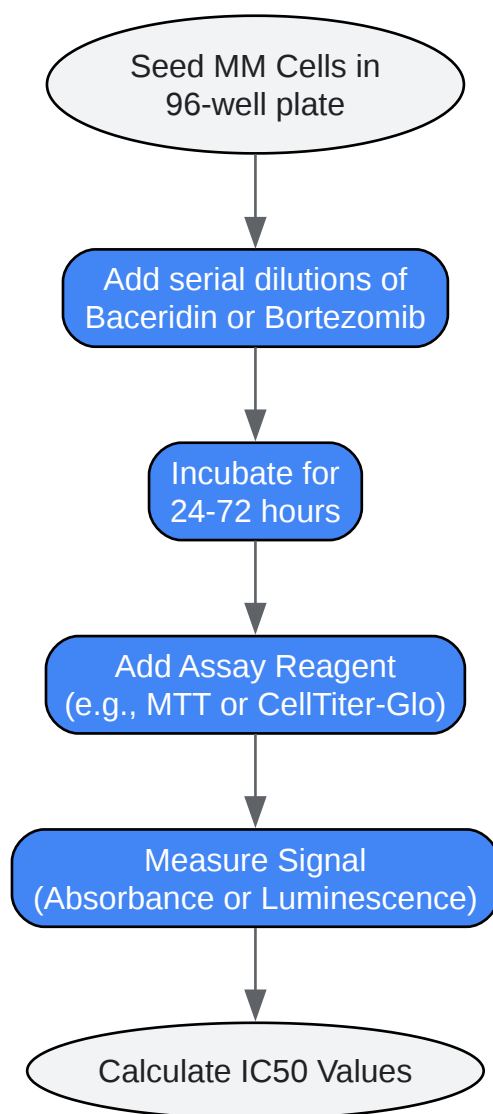 Seed MM Cells in
96-well plate
Add serial dilutions of
Baceridin or Bortezomib
Incubate for
24-72 hours
Add Assay Reagent
(e.g., MTT or CellTiter-Glo)
Measure Signal
(Absorbance or Luminescence)
Calculate IC50 Values